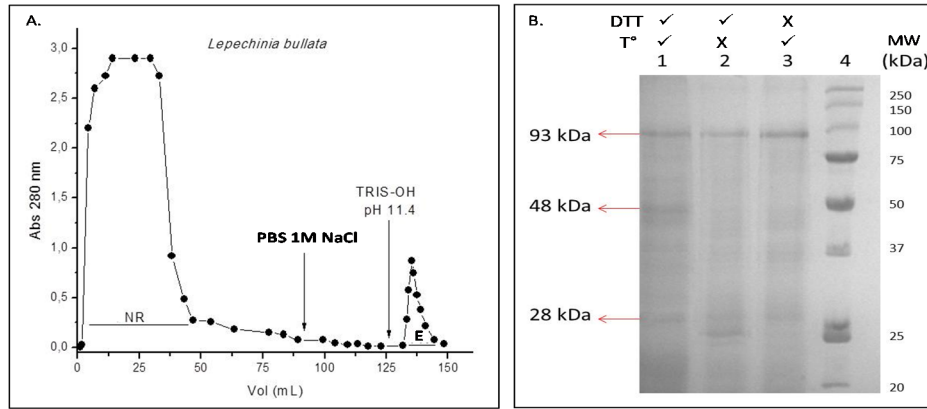 A.
Lepechinia bullata
3,0
2,5
2,0
1,5
1,0
0,5
0,0
Abs 280 nm
TRIS-OH
pH 11.4
PBS 1M NaCl
NR
E
0 25 50 75 100 125 150
Vol (mL)
B.
DTT ✓ ✓ X
T° ✓ X ✓ MW
1 2 3 4 (kDa)
93 kDa
48 kDa
28 kDa
250
150
100
75
50
37
25
20